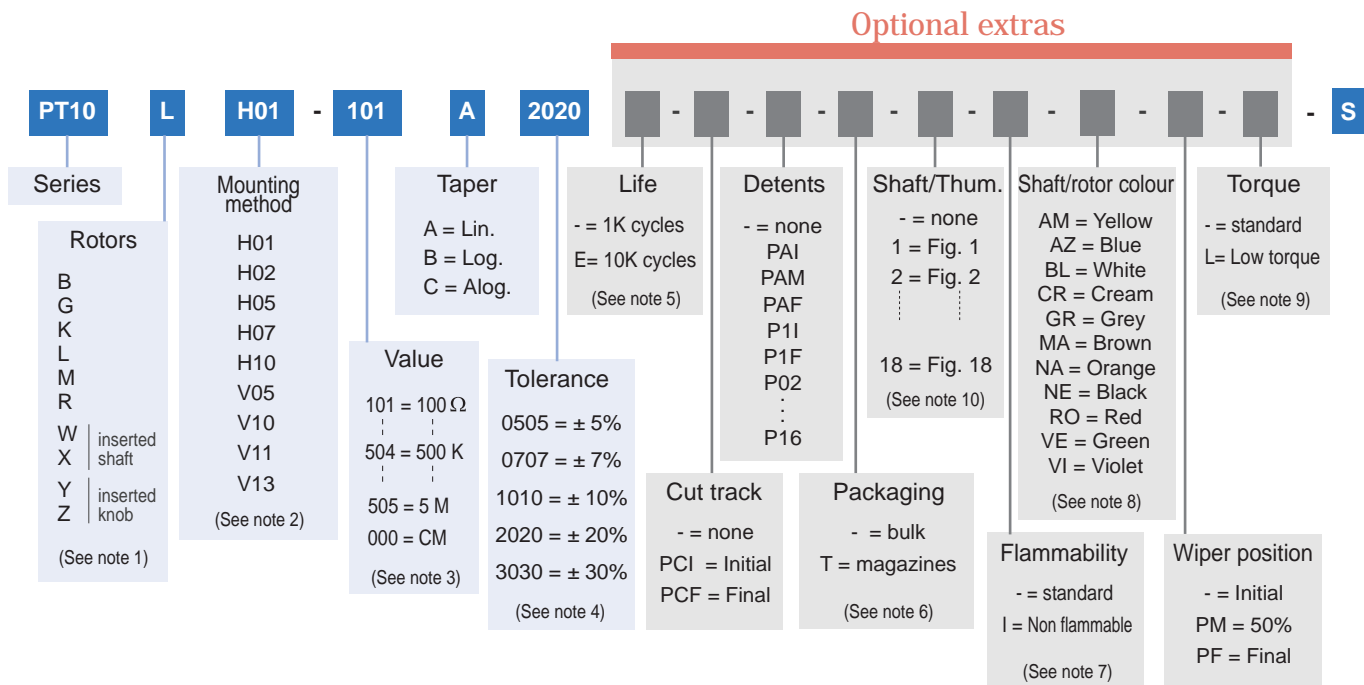 Optional extras
PT10 L H01 - 101 A 2020 - - - - - - - - - S
Series
Rotors
B
G
K
L
M
R
W
X
inserted
shaft
Y
Z
inserted
knob
(See note 1)
Mounting
method
H01
H02
H05
H07
H10
V05
V10
V11
V13
(See note 2)
Value
101 = 100 Ω
504 = 500 K
505 = 5 M
000 = CM
(See note 3)
Taper
A = Lin.
B = Log.
C = Alog.
Tolerance
0505 = ± 5%
0707 = ± 7%
1010 = ± 10%
2020 = ± 20%
3030 = ± 30%
(See note 4)
Life
- = 1K cycles
E= 10K cycles
(See note 5)
Cut track
- = none
PCI = Initial
PCF = Final
Detents
- = none
PAI
PAM
PAF
P1I
P1F
P02
:
:
P16
Packaging
- = bulk
T = magazines
(See note 6)
Shaft/Thum.
- = none
1 = Fig. 1
2 = Fig. 2
18 = Fig. 18
(See note 10)
Flammability
- = standard
I = Non flammable
(See note 7)
Shaft/rotor colour
AM = Yellow
AZ = Blue
BL = White
CR = Cream
GR = Grey
MA = Brown
NA = Orange
NE = Black
RO = Red
VE = Green
VI = Violet
(See note 8)
Wiper position
- = Initial
PM = 50%
PF = Final
Torque
- = standard
L= Low torque
(See note 9)